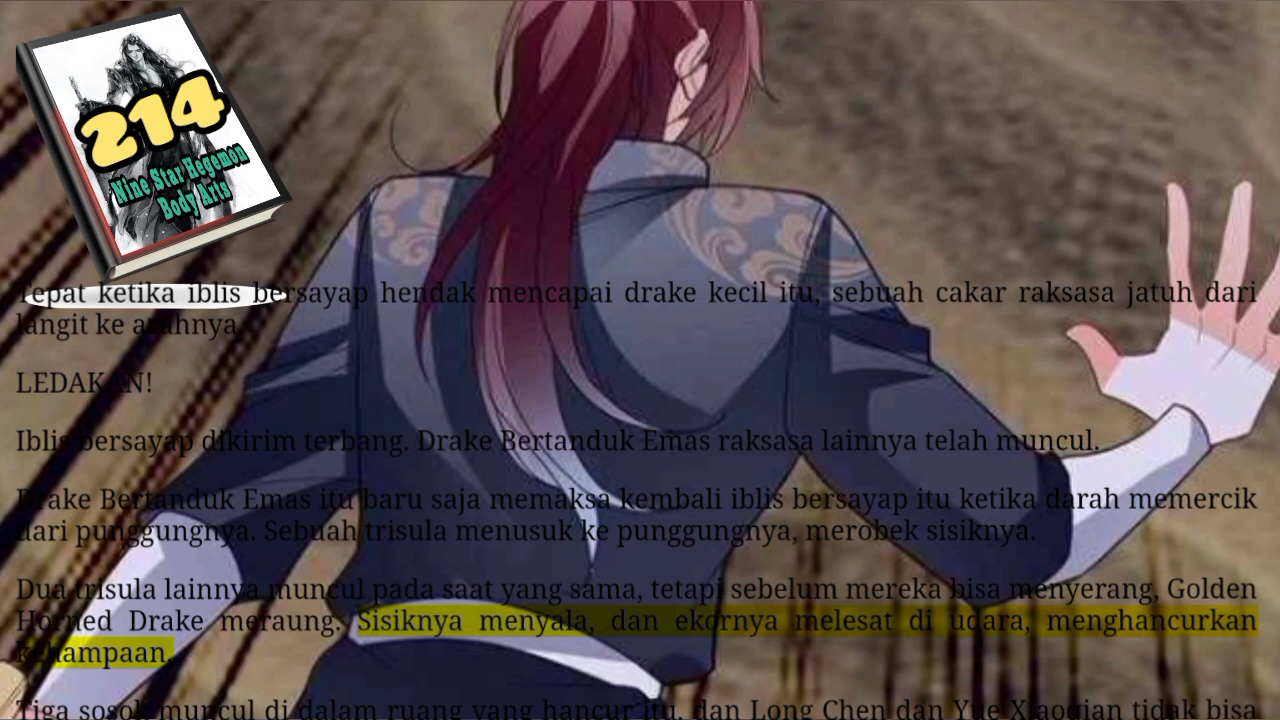 214
Nine Star Hegemon
Body Arts
Tepat ketika iblis bersayap hendak mencapai drake kecil itu, sebuah cakar raksasa jatuh dari
langit ke arahnya.
LEDAKAN!
Iblis bersayap dikirim terbang. Drake Bertanduk Emas raksasa lainnya telah muncul.
Drake Bertanduk Emas itu baru saja memaksa kembali iblis bersayap itu ketika darah memercik
dari punggungnya. Sebuah trisula menusuk ke punggungnya, merobek sisiknya.
Dua trisula lainnya muncul pada saat yang sama, tetapi sebelum mereka bisa menyerang, Golden
Horned Drake meraung. Sisiknya menyala, dan ekornya melesat di udara, menghancurkan
kehampaan.
Tiga sosok muncul di dalam ruang yang hancur itu, dan Long Chen dan Yue Xiaoqian tidak bisa